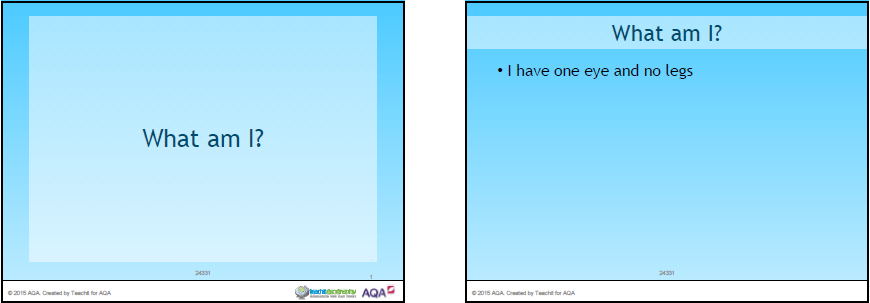 What am I?
24331
1
© 2015 AQA. Created by Teachit for AQA
AQA
What am I?
• I have one eye and no legs
24331
© 2015 AQA. Created by Teachit for AQA